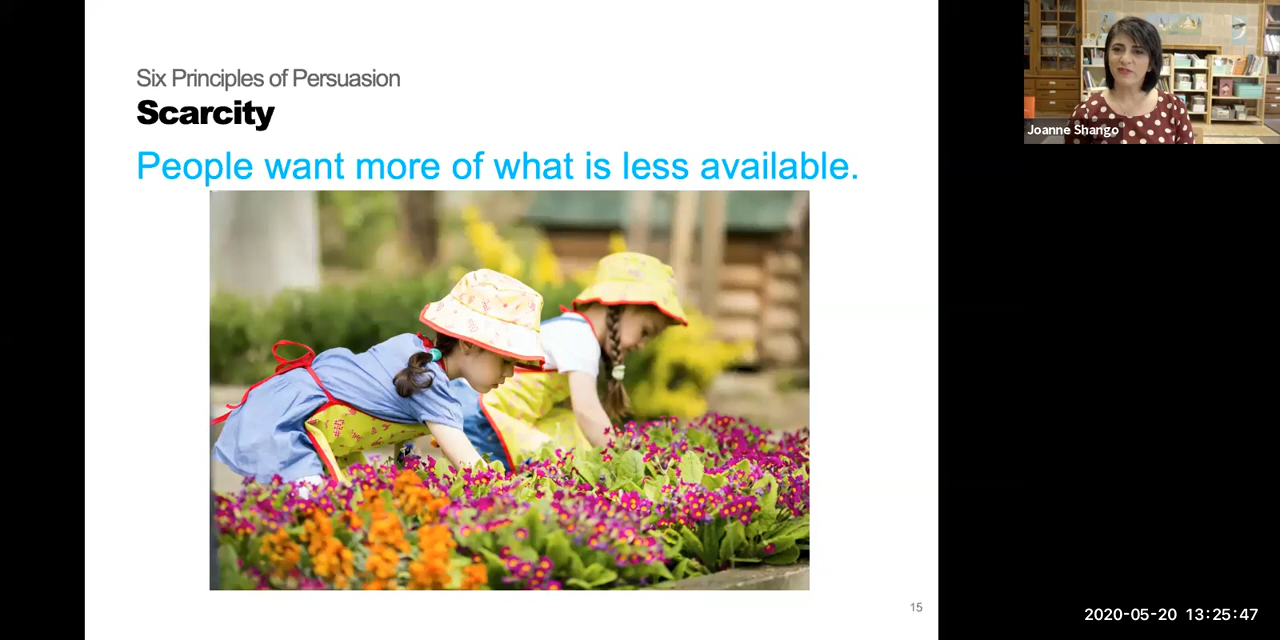 Six Principles of Persuasion
Scarcity
People want more of what is less available.
15
Joanne Shango
2020-05-20 13:25:47